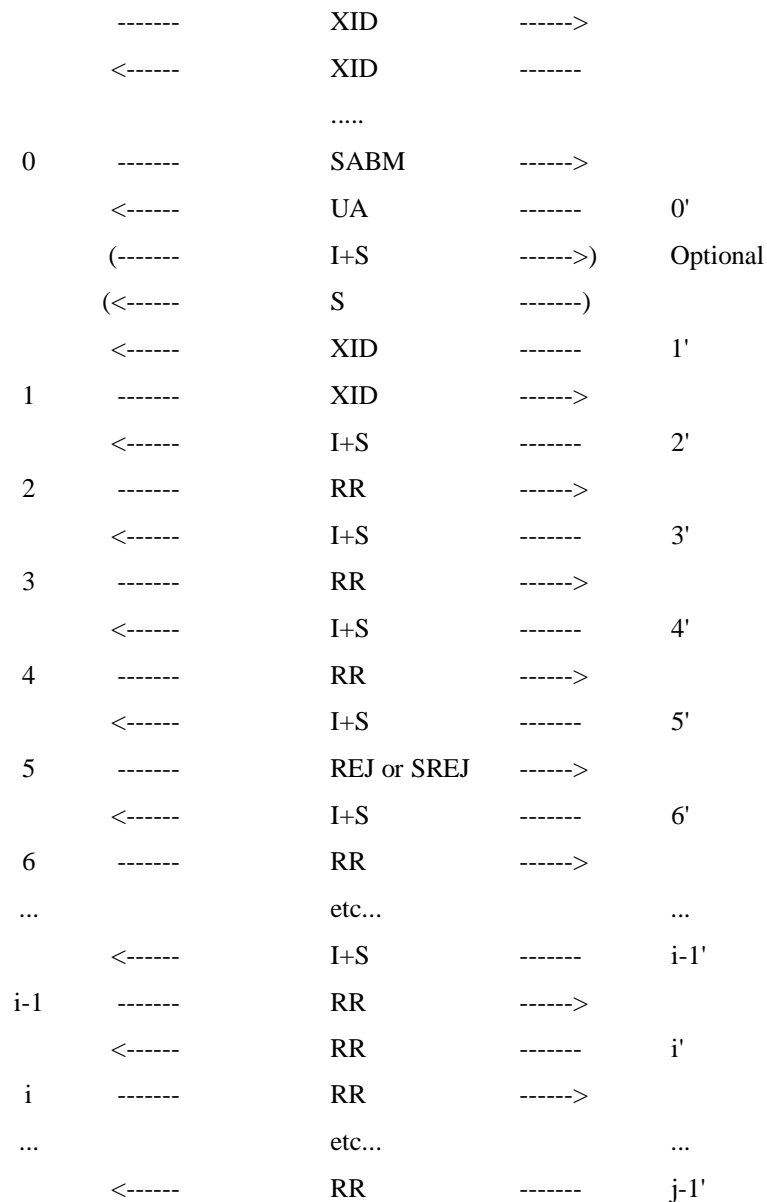 ------- XID ------>
<------ XID -------
.....
0 ------- SABM ------>
<------ UA ------- 0'
(------- I+S ------>) Optional
(<------ S -------)
<------ XID ------- 1'
1 ------- XID ------>
<------ I+S ------- 2'
2 ------- RR ------>
<------ I+S ------- 3'
3 ------- RR ------>
<------ I+S ------- 4'
4 ------- RR ------>
<------ I+S ------- 5'
5 ------- REJ or SREJ ------>
<------ I+S ------- 6'
6 ------- RR ------>
... etc... ...
<------ I+S ------- i-1'
i-1 ------- RR ------>
<------ RR ------- i'
i ------- RR ------>
... etc... ...
<------ RR ------- j-1'